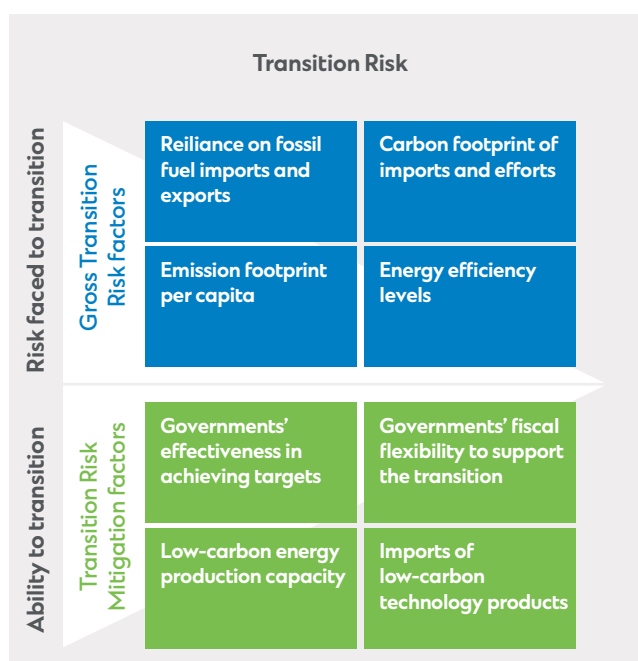 Transition Risk
Risk faced to transition
Gross Transition
Risk factors
Reiliance on fossil
fuel imports and
exports
Carbon footprint of
imports and efforts
Emission footprint
per capita
Energy efficiency
levels
Ability to transition
Transition Risk
Mitigation factors
Governments’
effectiveness in
achieving targets
Governments’ fiscal
flexibility to support
the transition
Low-carbon energy
production capacity
Imports of
low-carbon
technology products